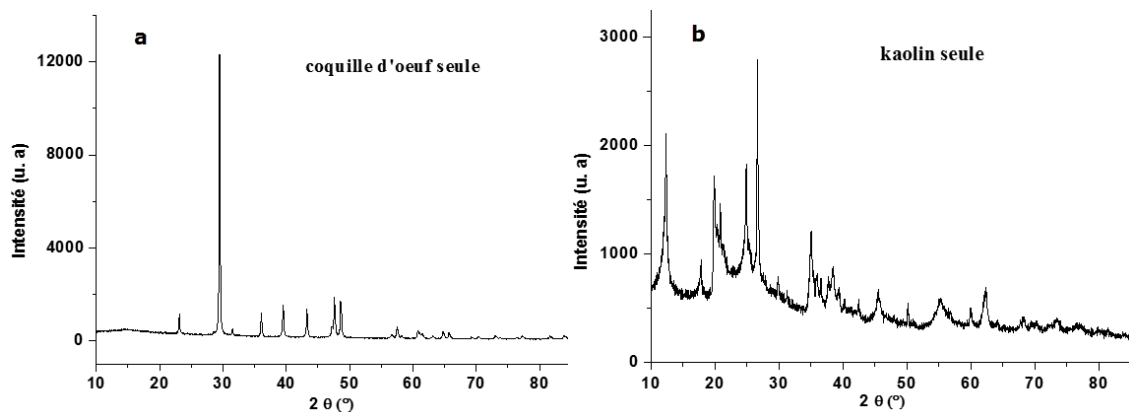 a
coquille d'oeuf seule
Intensité (u. a)
12000
8000
4000
0
10 20 30 40 50 60 70 80
2 θ (°)
b
kaolin seule
Intensité (u. a)
3000
2000
1000
0
10 20 30 40 50 60 70 80
2 θ (°)